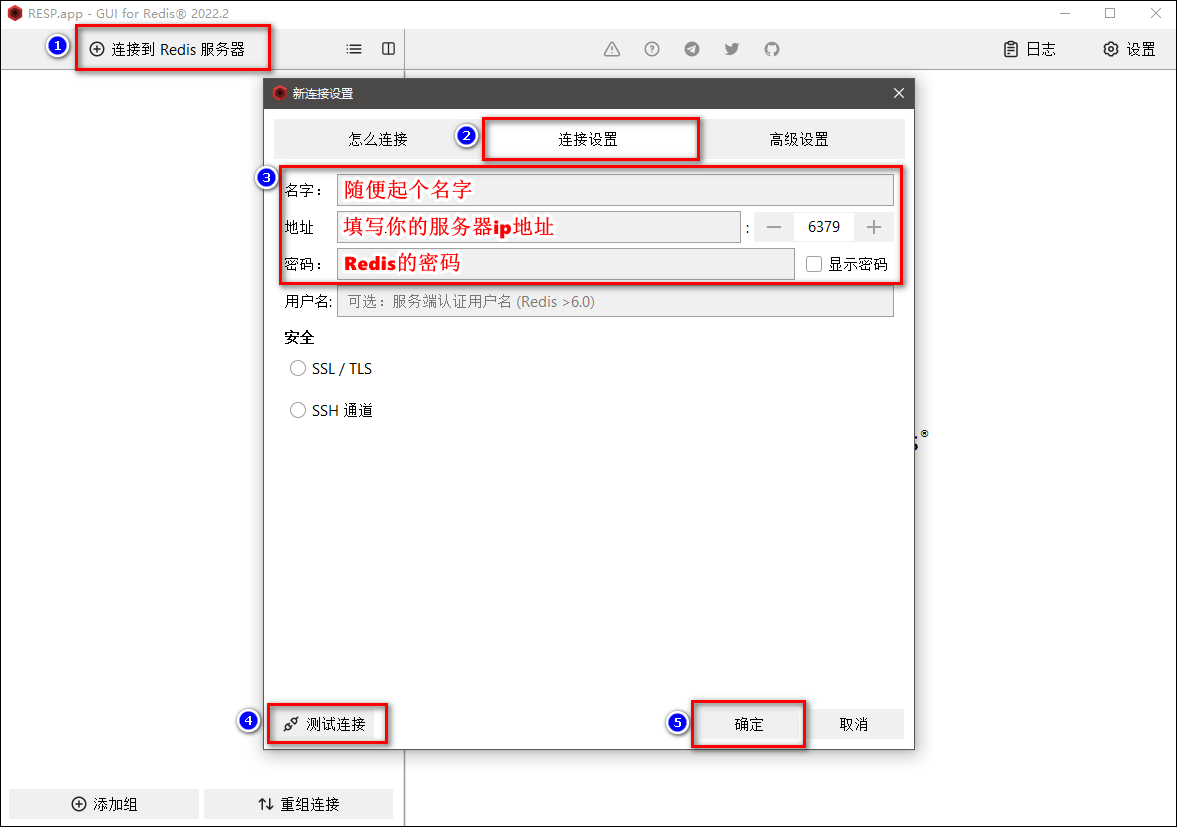 RESP.app - GUI for Redis® 2022.2
1 连接到 Redis 服务器
日志 设置
新连接设置
怎么连接 2 连接设置 高级设置
3
名字： 随便起个名字
地址 填写你的服务器ip地址 : 6379
密码： Redis的密码 显示密码
用户名: 可选：服务端认证用户名 (Redis >6.0)
安全
SSL / TLS
SSH 通道
®
4 测试连接 5 确定 取消
添加组 重组连接